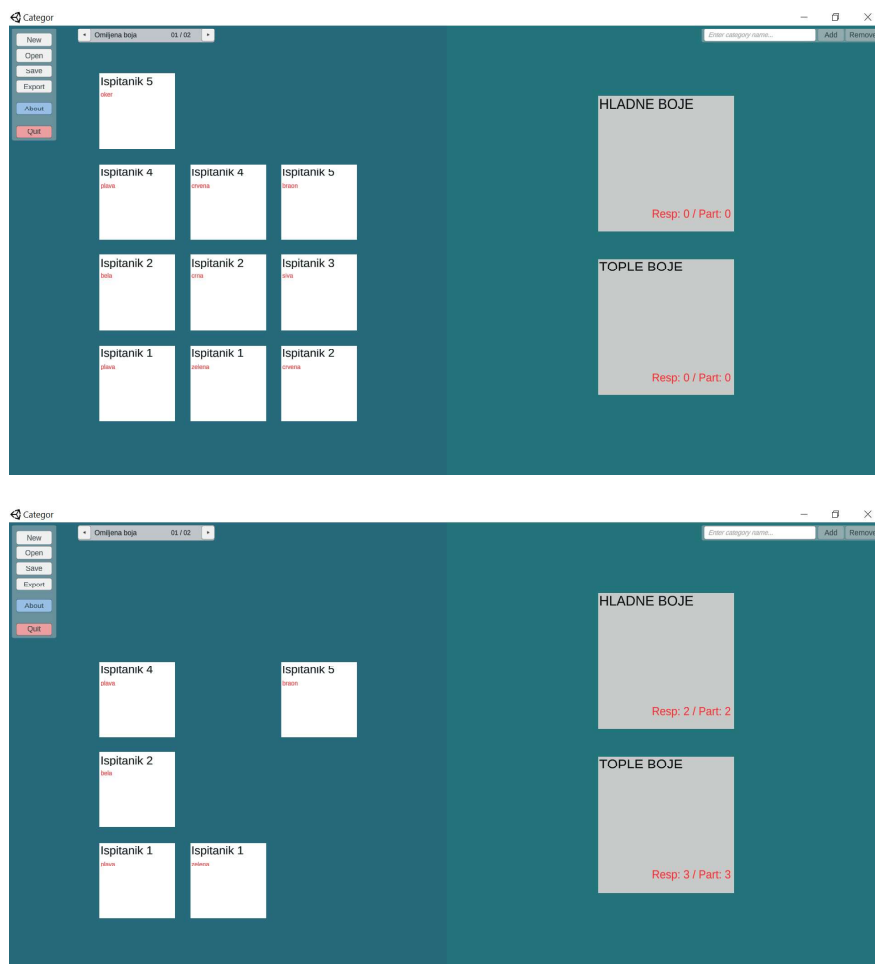 Categor
New
Omiljena boja 01 / 02
Enter category name...
Add
Remove
Open
Save
Export
About
Quit
Ispitanik 5
oker
Ispitanik 4
plava
Ispitanik 4
crvena
Ispitanik 5
braon
Ispitanik 2
bela
Ispitanik 2
crna
Ispitanik 3
siva
Ispitanik 1
plava
Ispitanik 1
zelena
Ispitanik 2
crvena
HLADNE BOJE
Resp: 0 / Part: 0
TOPLE BOJE
Resp: 0 / Part: 0
Categor
New
Omiljena boja 01 / 02
Enter category name...
Add
Remove
Open
Save
Export
About
Quit
Ispitanik 4
plava
Ispitanik 5
braon
Ispitanik 2
bela
Ispitanik 1
plava
Ispitanik 1
zelena
HLADNE BOJE
Resp: 2 / Part: 2
TOPLE BOJE
Resp: 3 / Part: 3